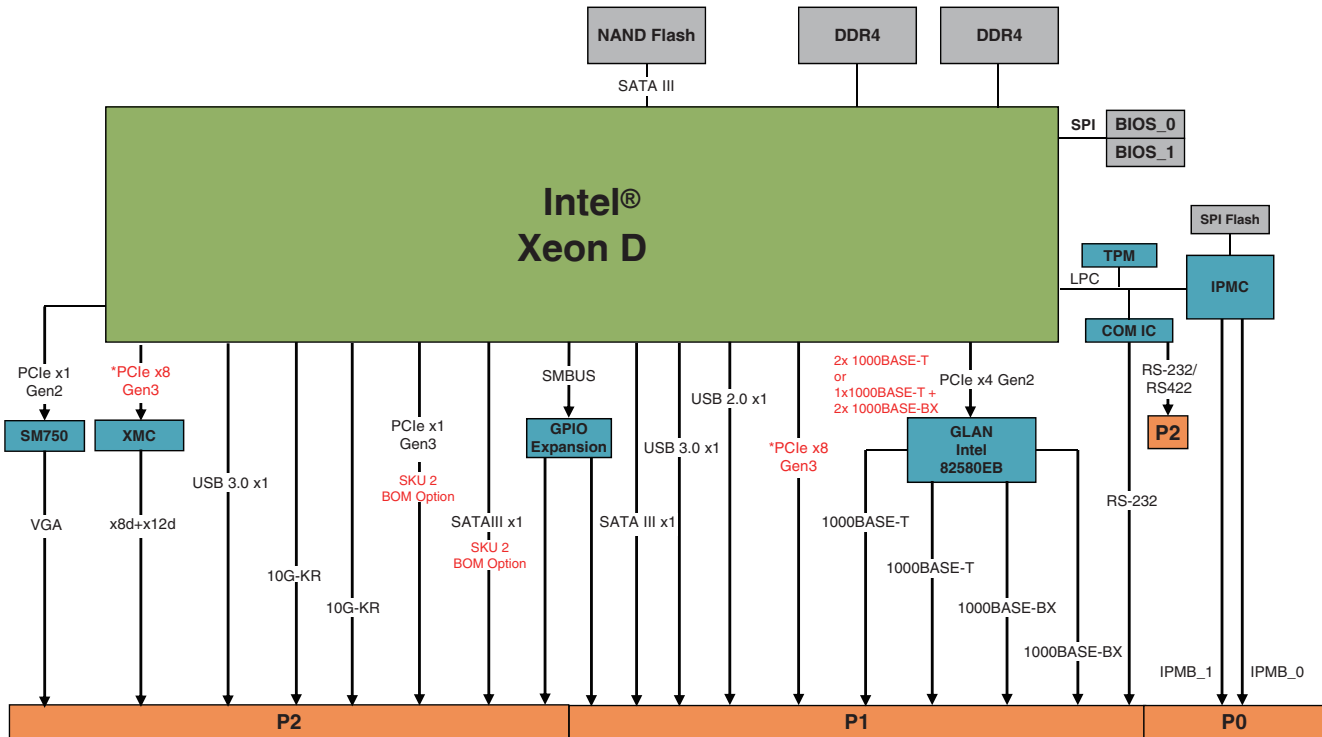 NAND Flash
DDR4
DDR4
SATA III
SPI
BIOS_0
BIOS_1
Intel®
Xeon D
SPI Flash
TPM
LPC
IPMC
COM IC
PCIe x1
Gen2
*PCIe x8
Gen3
SMBUS
2x 1000BASE-T
or
1x1000BASE-T +
2x 1000BASE-BX
PCIe x4 Gen2
RS-232/
RS422
SM750
XMC
PCIe x1
Gen3
GPIO
Expansion
USB 2.0 x1
USB 3.0 x1
*PCIe x8
Gen3
GLAN
Intel
82580EB
P2
USB 3.0 x1
SKU 2
BOM Option
VGA
x8d+x12d
SATAIII x1
SKU 2
BOM Option
SATA III x1
1000BASE-T
RS-232
10G-KR
10G-KR
1000BASE-T
1000BASE-BX
1000BASE-BX
IPMB_1
IPMB_0
P2
P1
P0